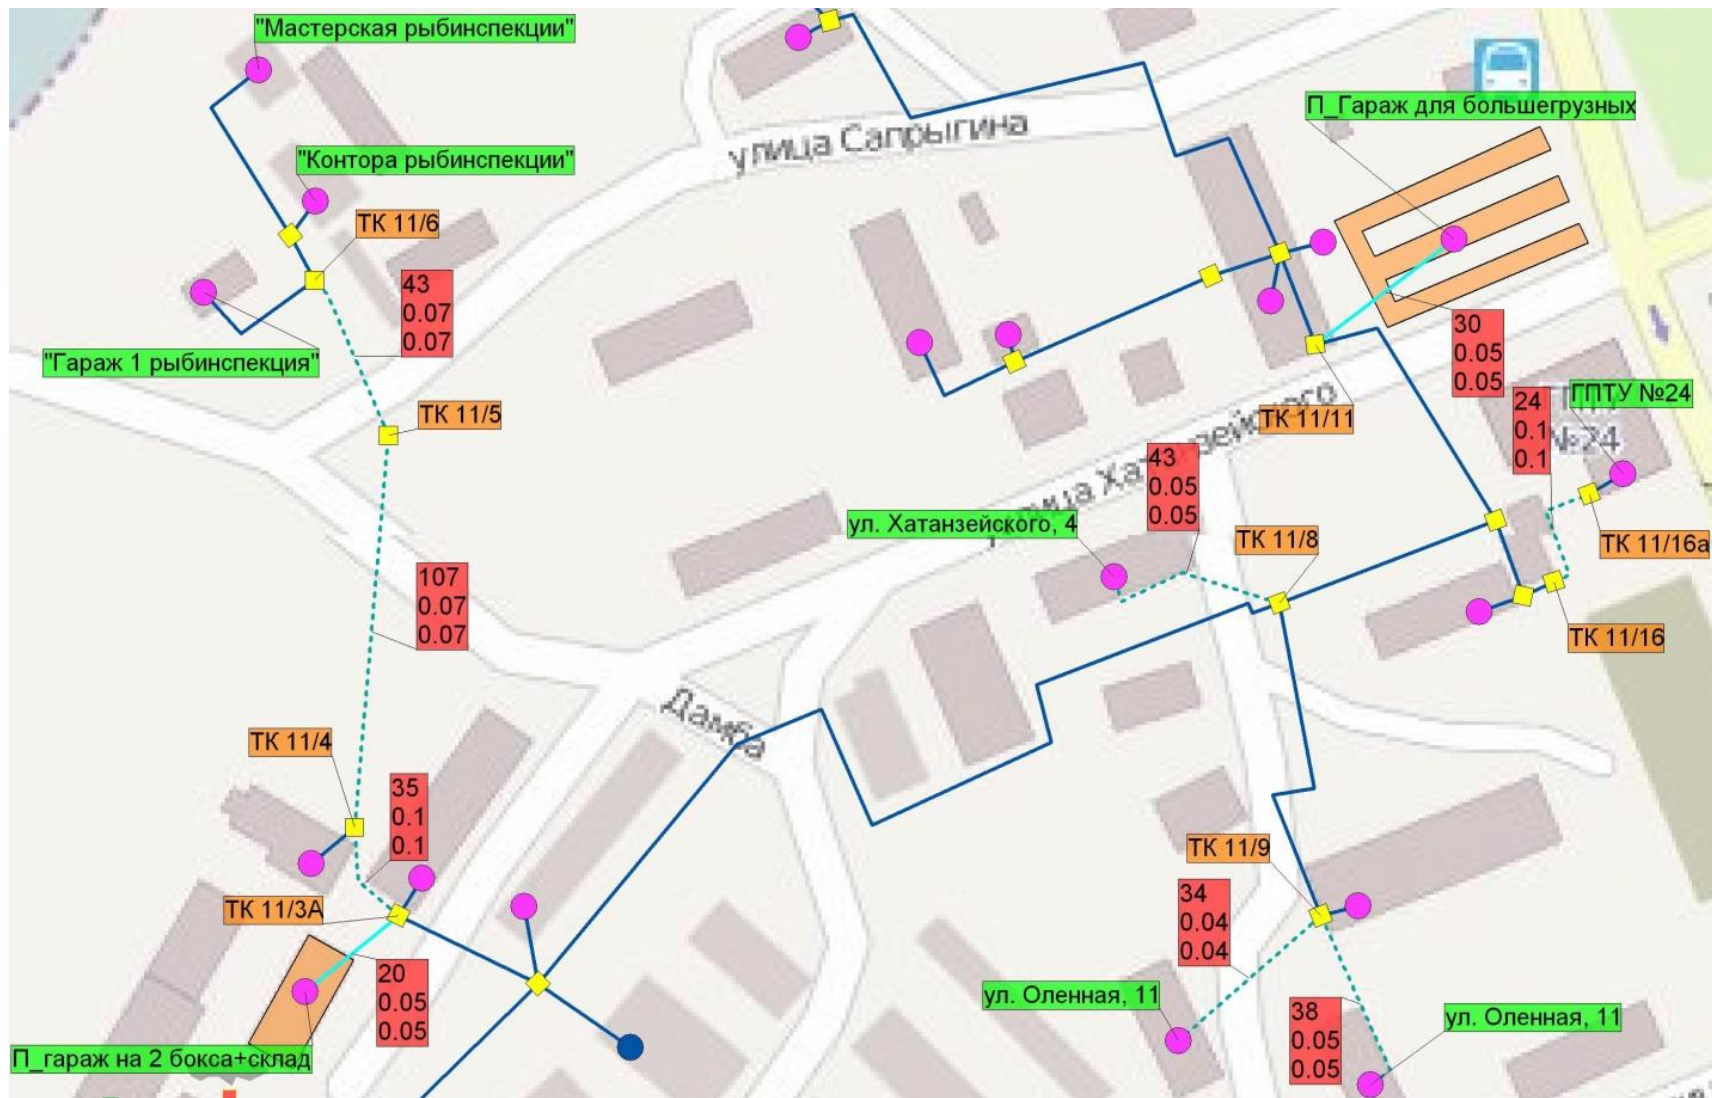 "Мастерская рыбинспекции"
П_Гараж для большегрузных
улица Сапрыгина
"Контора рыбинспекции"
ТК 11/6
43
0.07
0.07
"Гараж 1 рыбинспекция"
30
0.05
0.05
ТК 11/5
ТК 11/11
ГПТУ №24
24
0.1
0.1
№24
улица Хатанзейского
43
0.05
0.05
ул. Хатанзейского, 4
ТК 11/8
ТК 11/16а
107
0.07
0.07
ТК 11/16
Дамба
ТК 11/4
35
0.1
0.1
ТК 11/9
ТК 11/3А
34
0.04
0.04
20
0.05
0.05
ул. Оленная, 11
38
0.05
0.05
ул. Оленная, 11
П_гараж на 2 бокса+склад